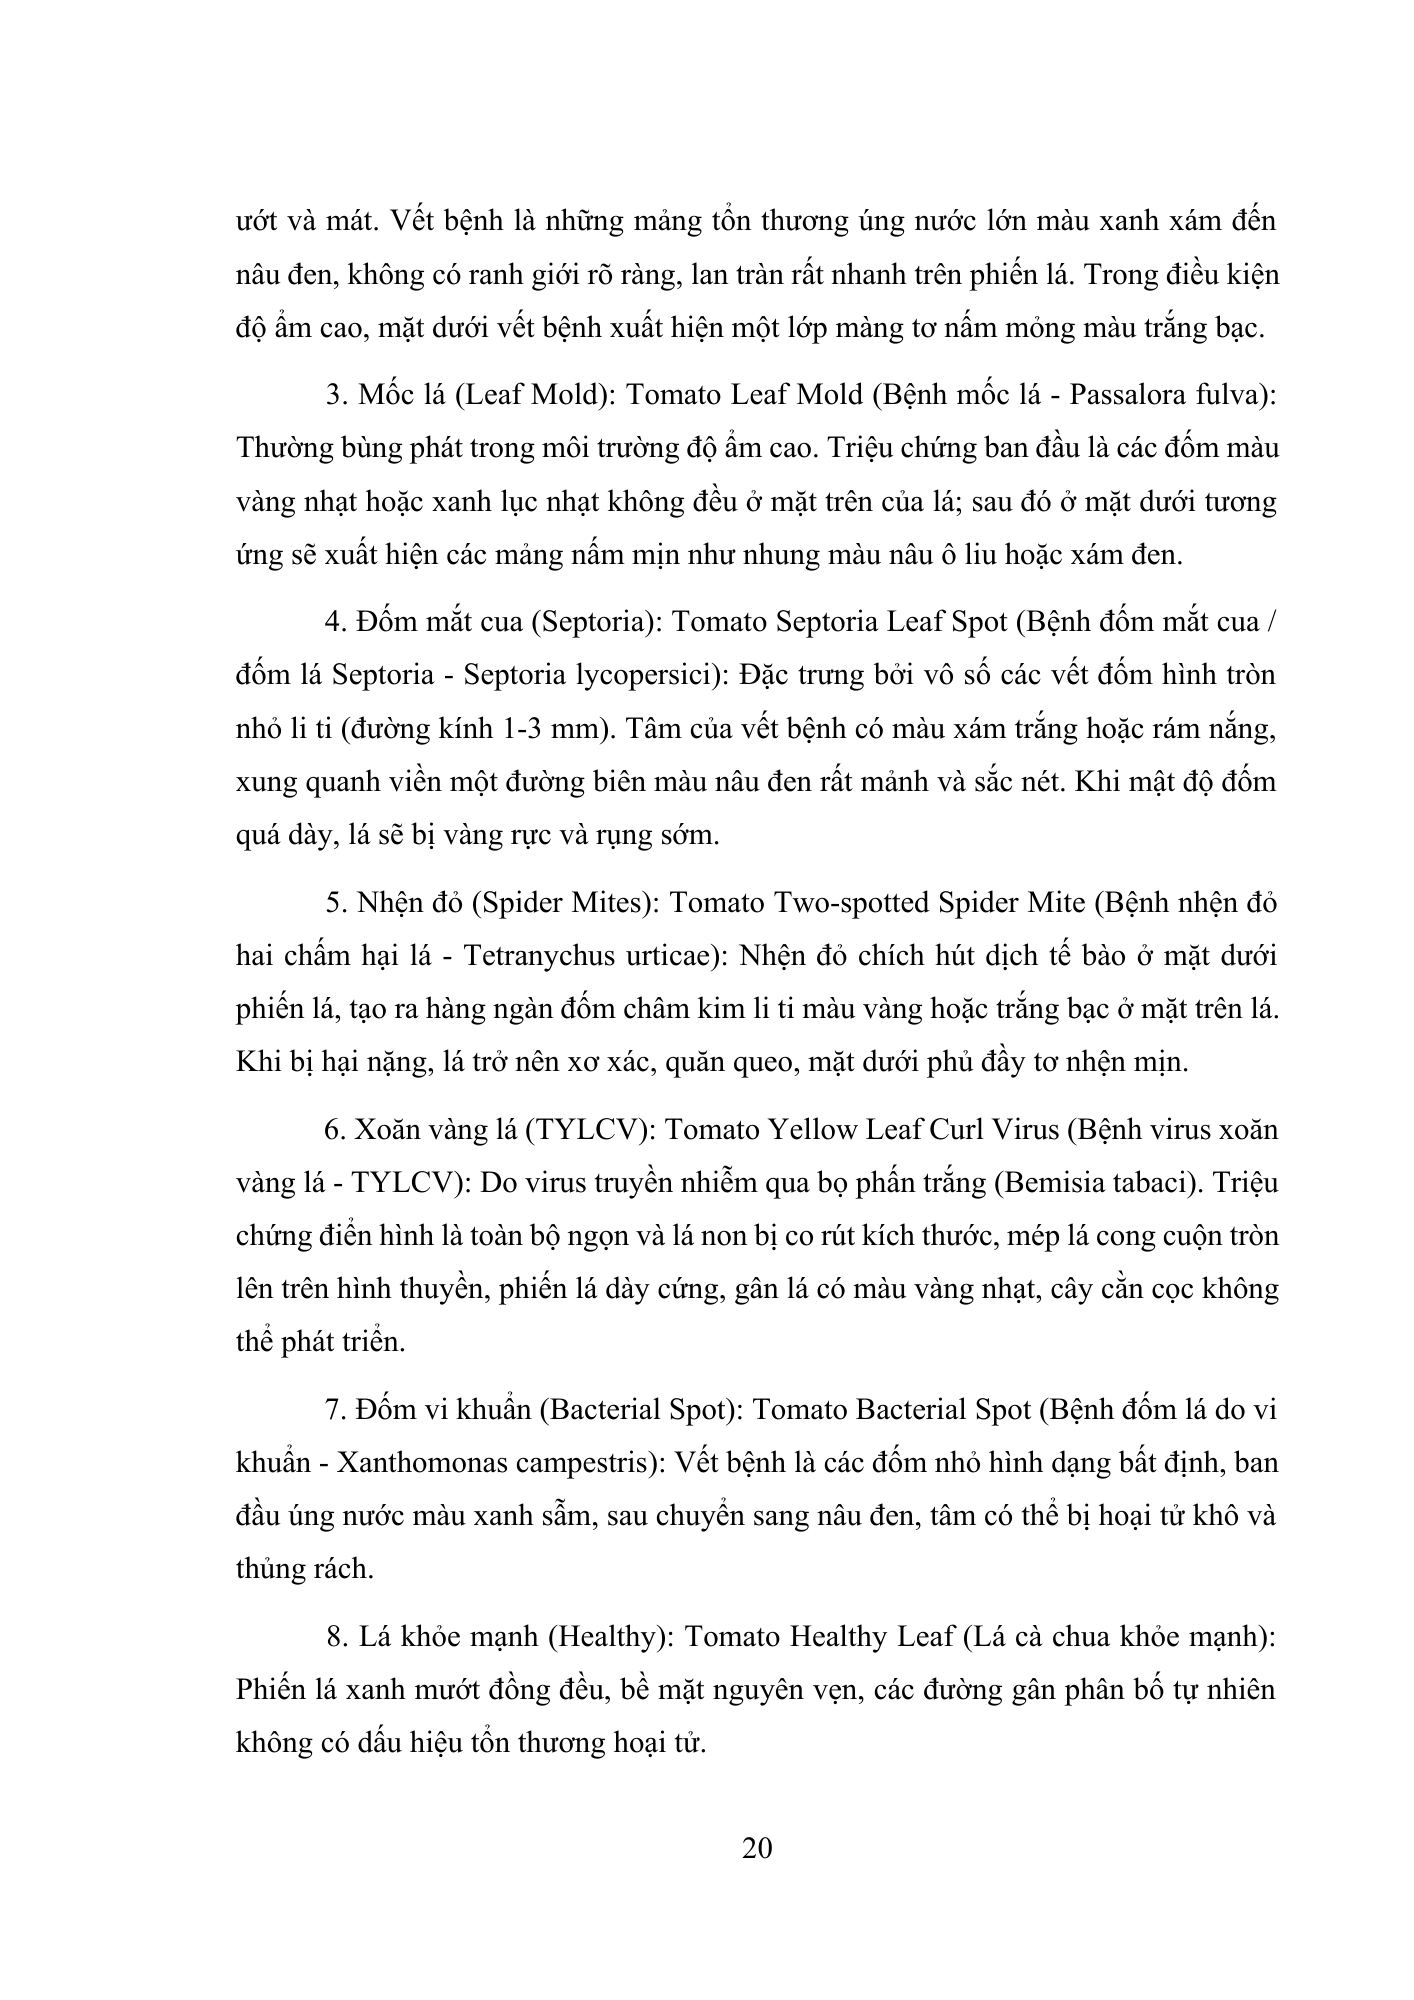 ướt và mát. Vết bệnh là những mảng tổn thương úng nước lớn màu xanh xám đến
nâu đen, không có ranh giới rõ ràng, lan tràn rất nhanh trên phiến lá. Trong điều kiện
độ ẩm cao, mặt dưới vết bệnh xuất hiện một lớp màng tơ nấm mỏng màu trắng bạc.
3. Mốc lá (Leaf Mold): Tomato Leaf Mold (Bệnh mốc lá - Passalora fulva):
Thường bùng phát trong môi trường độ ẩm cao. Triệu chứng ban đầu là các đốm màu
vàng nhạt hoặc xanh lục nhạt không đều ở mặt trên của lá; sau đó ở mặt dưới tương
ứng sẽ xuất hiện các mảng nấm mịn như nhung màu nâu ô liu hoặc xám đen.
4. Đốm mắt cua (Septoria): Tomato Septoria Leaf Spot (Bệnh đốm mắt cua /
đốm lá Septoria - Septoria lycopersici): Đặc trưng bởi vô số các vết đốm hình tròn
nhỏ li ti (đường kính 1-3 mm). Tâm của vết bệnh có màu xám trắng hoặc rám nắng,
xung quanh viền một đường biên màu nâu đen rất mảnh và sắc nét. Khi mật độ đốm
quá dày, lá sẽ bị vàng rực và rụng sớm.
5. Nhện đỏ (Spider Mites): Tomato Two-spotted Spider Mite (Bệnh nhện đỏ
hai chấm hại lá - Tetranychus urticae): Nhện đỏ chích hút dịch tế bào ở mặt dưới
phiến lá, tạo ra hàng ngàn đốm châm kim li ti màu vàng hoặc trắng bạc ở mặt trên lá.
Khi bị hại nặng, lá trở nên xơ xác, quăn queo, mặt dưới phủ đầy tơ nhện mịn.
6. Xoăn vàng lá (TYLCV): Tomato Yellow Leaf Curl Virus (Bệnh virus xoăn
vàng lá - TYLCV): Do virus truyền nhiễm qua bọ phấn trắng (Bemisia tabaci). Triệu
chứng điển hình là toàn bộ ngọn và lá non bị co rút kích thước, mép lá cong cuộn tròn
lên trên hình thuyền, phiến lá dày cứng, gân lá có màu vàng nhạt, cây cằn cọc không
thể phát triển.
7. Đốm vi khuẩn (Bacterial Spot): Tomato Bacterial Spot (Bệnh đốm lá do vi
khuẩn - Xanthomonas campestris): Vết bệnh là các đốm nhỏ hình dạng bất định, ban
đầu úng nước màu xanh sẫm, sau chuyển sang nâu đen, tâm có thể bị hoại tử khô và
thủng rách.
8. Lá khỏe mạnh (Healthy): Tomato Healthy Leaf (Lá cà chua khỏe mạnh):
Phiến lá xanh mướt đồng đều, bề mặt nguyên vẹn, các đường gân phân bố tự nhiên
không có dấu hiệu tổn thương hoại tử.
20